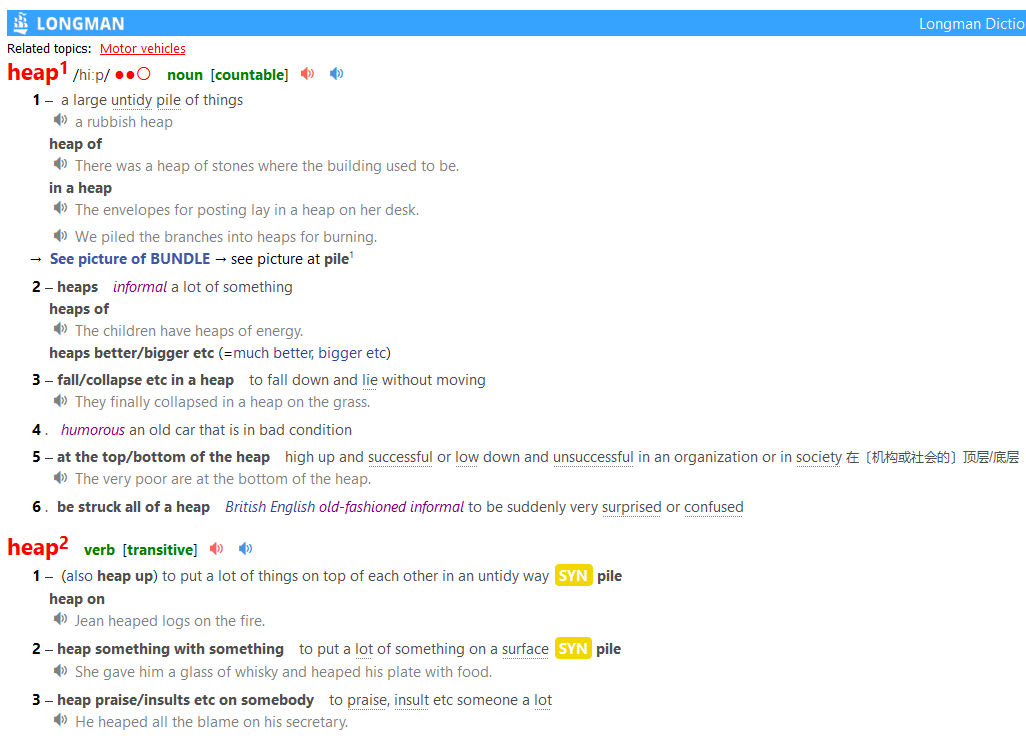 LONGMAN Longman Dictio
Related topics: Motor vehicles
heap1 /hiːp/ ●●○ noun [countable]
1 – a large untidy pile of things
a rubbish heap
heap of
There was a heap of stones where the building used to be.
in a heap
The envelopes for posting lay in a heap on her desk.
We piled the branches into heaps for burning.
→ See picture of BUNDLE → see picture at pile1
2 – heaps informal a lot of something
heaps of
The children have heaps of energy.
heaps better/bigger etc (=much better, bigger etc)
3 – fall/collapse etc in a heap to fall down and lie without moving
They finally collapsed in a heap on the grass.
4 . humorous an old car that is in bad condition
5 – at the top/bottom of the heap high up and successful or low down and unsuccessful in an organization or in society 在〔机构或社会的〕顶层/底层
The very poor are at the bottom of the heap.
6 . be struck all of a heap British English old-fashioned informal to be suddenly very surprised or confused
heap2 verb [transitive]
1 – (also heap up) to put a lot of things on top of each other in an untidy way SYN pile
heap on
Jean heaped logs on the fire.
2 – heap something with something to put a lot of something on a surface SYN pile
She gave him a glass of whisky and heaped his plate with food.
3 – heap praise/insults etc on somebody to praise, insult etc someone a lot
He heaped all the blame on his secretary.